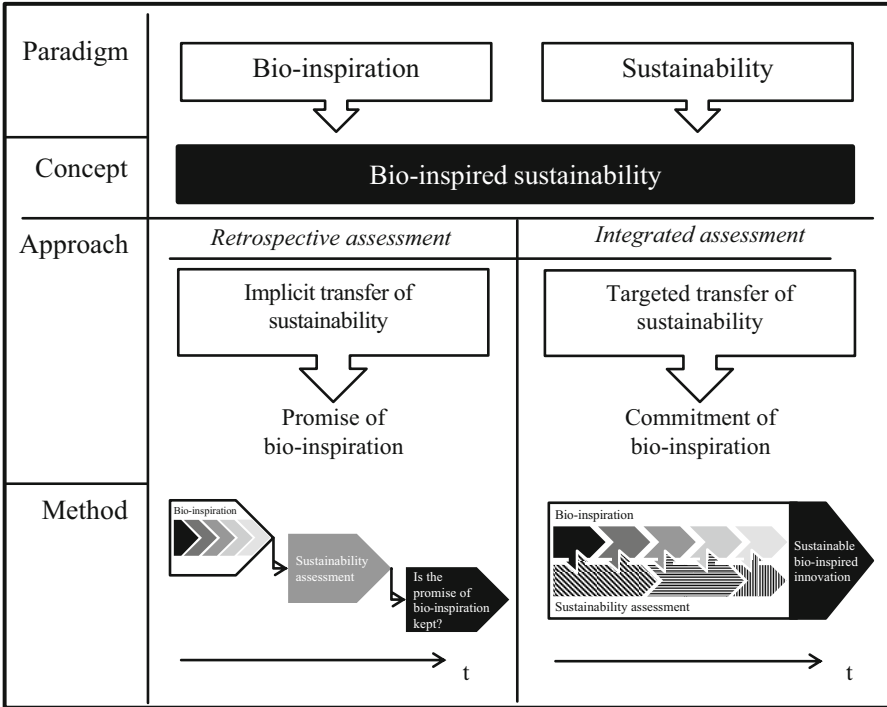 Paradigm
Bio-inspiration
Sustainability
Concept
Bio-inspired sustainability
Approach
Retrospective assessment
Integrated assessment
Implicit transfer of
sustainability
Targeted transfer of
sustainability
Promise of
bio-inspiration
Commitment of
bio-inspiration
Method
Bio-inspiration
Sustainability
assessment
Is the
promise of
bio-inspiration
kept?
t
Bio-inspiration
Sustainability assessment
Sustainable
bio-inspired
innovation
t